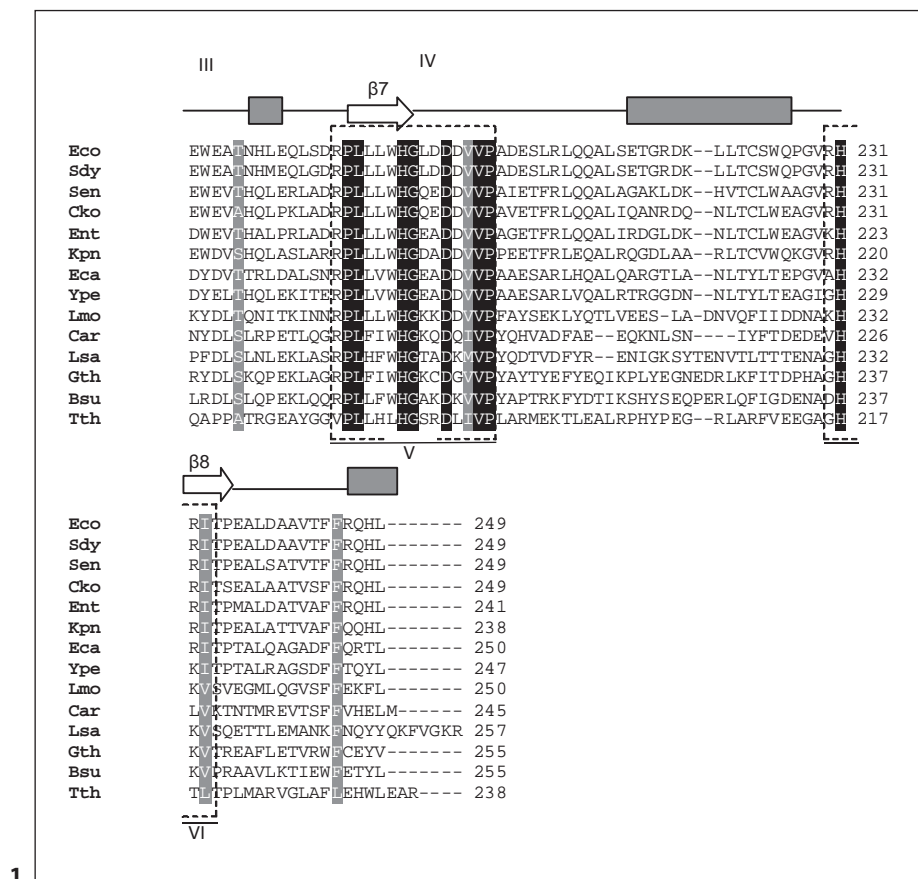 III IV
β7
Eco EWEATNHLEQLSDRPLLLWHGLDDDVVPADESLRLQQALSETGRDK--LLTCSWQPGVRH 231
Sdy EWEATNHMEQLGDRPLLLWHGLDDDVVPADESLRLQQALSETGRDK--LLTCSWQPGVRH 231
Sen EWEVTHQLERLADRPLLLWHGQEDDVVPAIETFRLQQALAGAKLDK--HVTCLWAAGVRH 231
Cko EWEVAHQLPKLADRPLLLWHGQEDDVVPAVETFRLQQALIQANRDQ--NLTCLWEAGVRH 231
Ent DWEVTHALPRLADRPLLLWHGEADDVVPAGETFRLQQALIRDGLDK--NLTCLWEAGVKH 223
Kpn EWDVSHQLASLARRPLLLWHGDADDVVPPEETFRLEQALRQGDLAA--RLTCVWQKGVRH 220
Eca DYDVTTRLDALSNRPLLVWHGEADDVVPAAESARLHQALQARGTLA--NLTYLTEPGVAH 232
Ype DYELTHQLEKITERPLLVWHGEADDVVPAAESARLVQALRTRGGDN--NLTYLTEAGIGH 229
Lmo KYDLTQNITKINNRPLLLWHGKKDDVVPFAYSEKLYQTLVEES--LA-DNVQFIIDDNAKH 232
Car NYDLSLRPETLQGRPLFIWHGKQDQIVPYQHVADFAE--EQKNLSN----IYFTDEDEVH 226
Lsa PFDLSLNLEKLASRPLHFWHGTADKMVPYQDTVDFYR--ENIGKSYTENVTLTTTENAGH 232
Gth RYDLSKQPEKLAGRPLFIWHGKCDGVVPYAYTYEFYEQIKPLYEGNEDRLKFITDPHAGH 237
Bsu LRDLSLQPEKLQQRPLLFWHGAKDKVVPYAPTRKFYDTIKSHYSEQPERLQFIGDENADH 237
Tth QAPPATRGEAYGGVPLLHLHGSRDLIVPLARMEKTLEALRPHYPEG--RLARFVEEGAGH 217
V
β8
Eco RITPEALDAAVTFFRQHL------- 249
Sdy RITPEALDAAVTFFRQHL------- 249
Sen RITPEALSATVTFFRQHL------- 249
Cko RITSEALAATVSFFRQHL------- 249
Ent RITPMALDATVAFFRQHL------- 241
Kpn RITPEALATTVAFFQQHL------- 238
Eca RITPTALQAGADFFQRTL------- 250
Ype KITPTALRAGSDFFTQYL------- 247
Lmo KVSVEGMLQGVSFFEKFL------- 250
Car LVKTNTMREVTSFFVHELM------ 245
Lsa KVSQETTLEMANKFNQYYQKFVGKR 257
Gth KVTREAFLETVRWFCEYV------- 255
Bsu KVPRAAVLKTIEWFETYL------- 255
Tth TLTPLMARVGLAFLEHWLEAR---- 238
VI
1